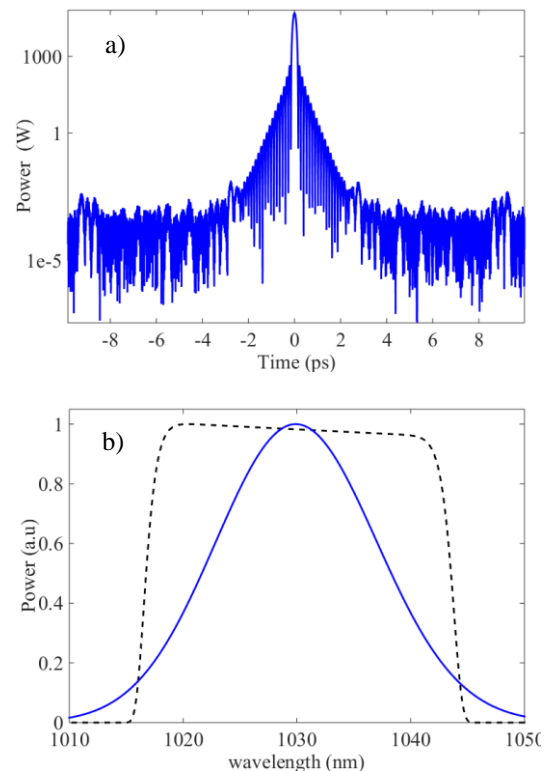 a)
Power (W)
1000
1
1e-5
-8 -6 -4 -2 0 2 4 6 8
Time (ps)
b)
Power (a.u)
1
0.8
0.6
0.4
0.2
0
1010 1020 1030 1040 1050
wavelength (nm)